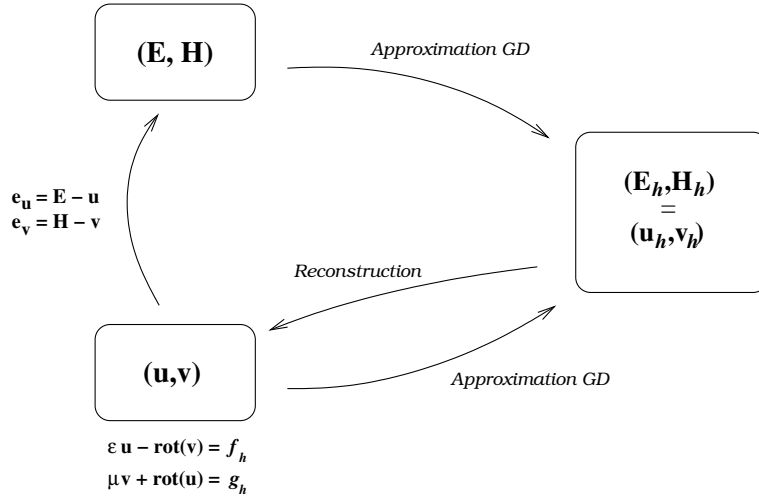 (E, H)
Approximation GD
e_u = E − u
e_v = H − v
(E_h,H_h)
=
(u_h,v_h)
Reconstruction
(u,v)
Approximation GD
ε u − rot(v) = f_h
μ v + rot(u) = g_h